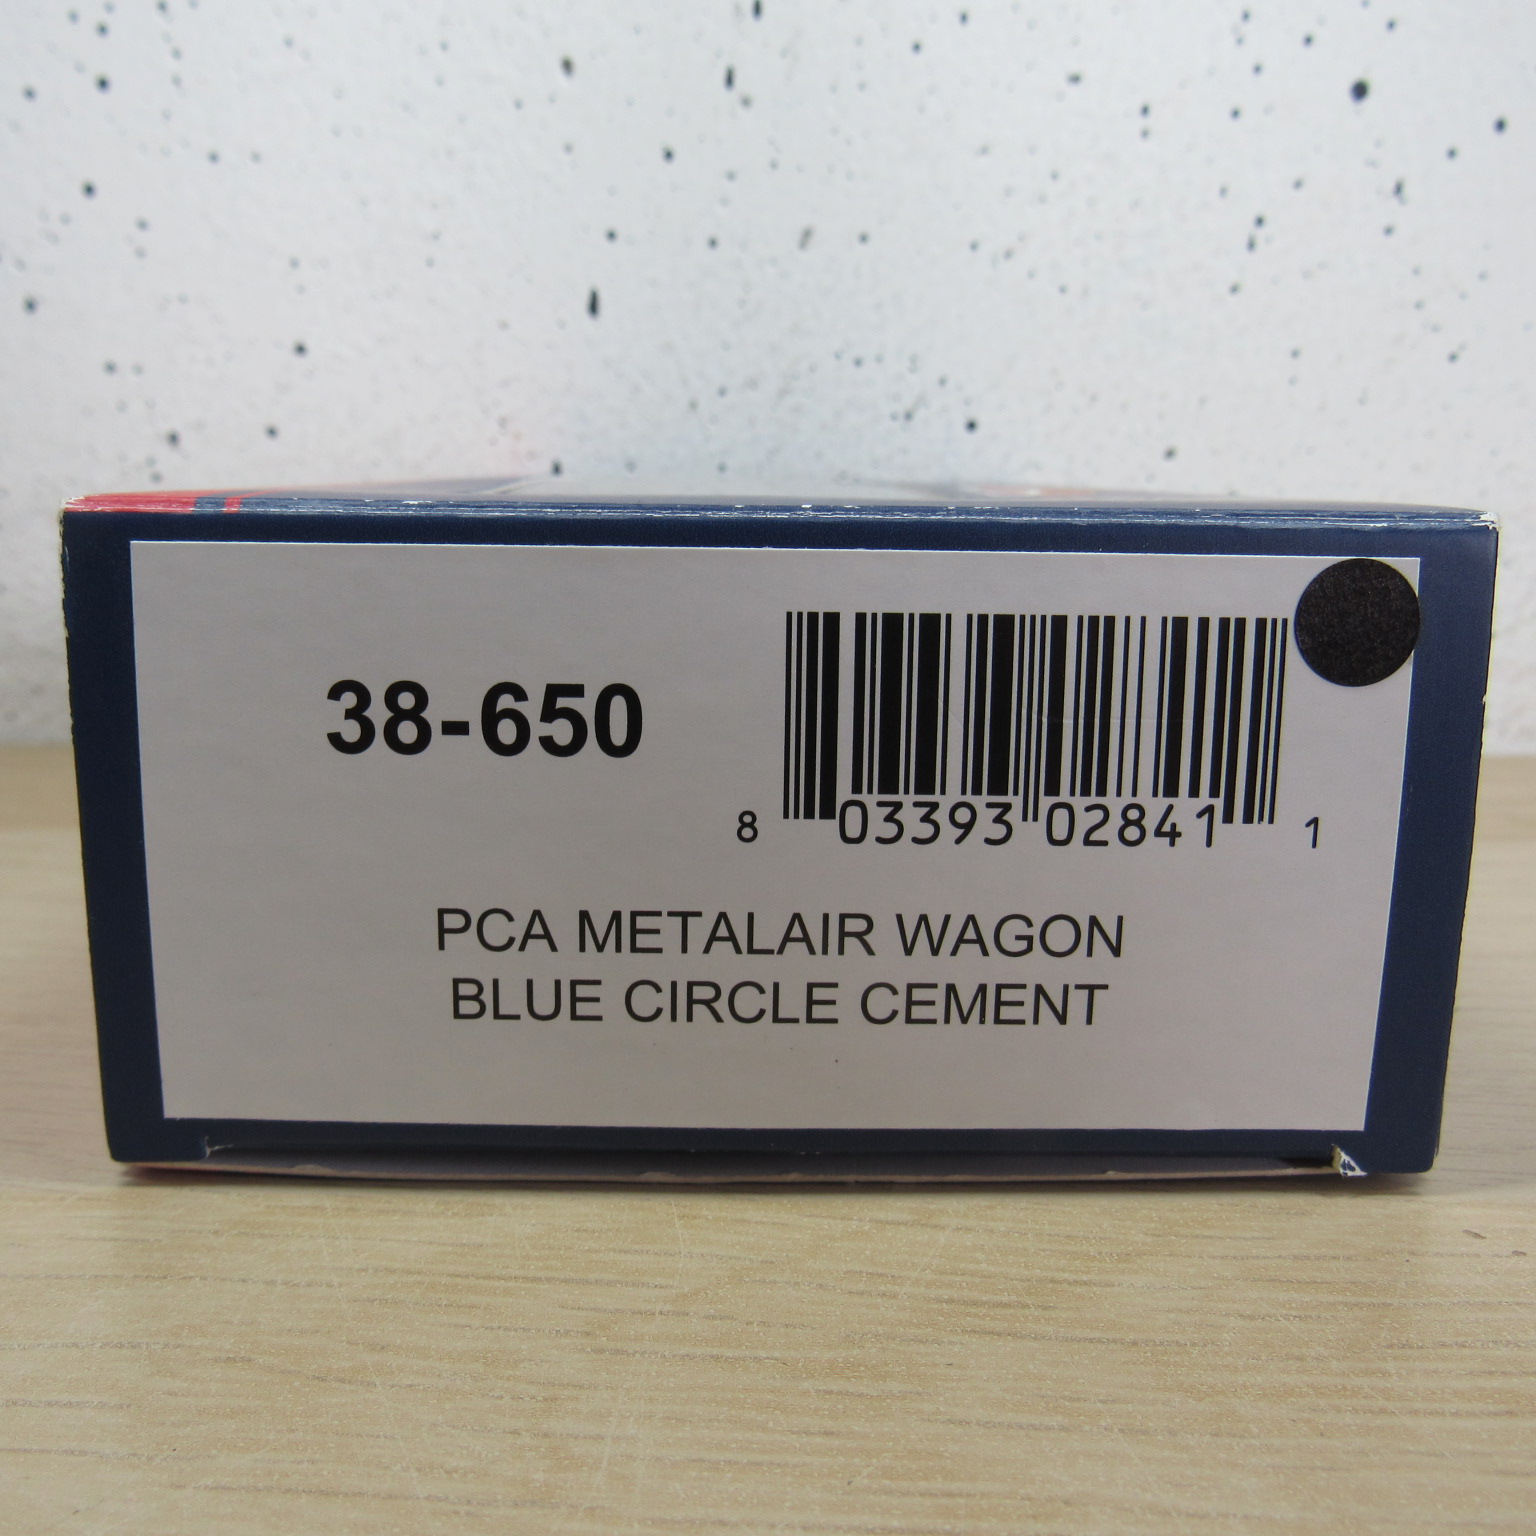 38-650
8 03393 02841 1
PCA METALAIR WAGON
BLUE CIRCLE CEMENT